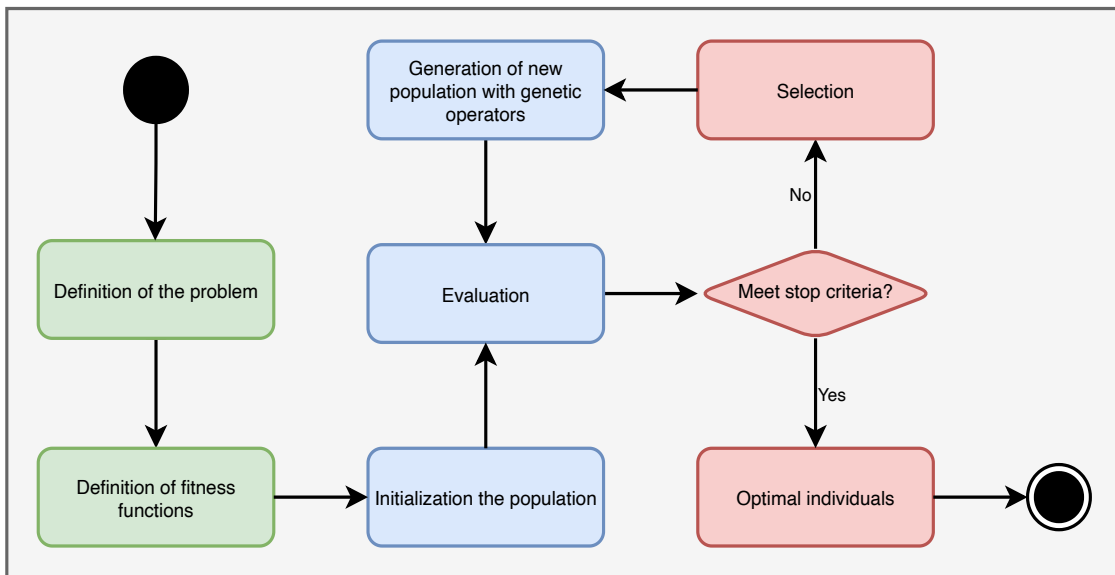 Generation of new
population with genetic
operators
Selection
No
Definition of the problem
Evaluation
Meet stop criteria?
Yes
Definition of fitness
functions
Initialization the population
Optimal individuals